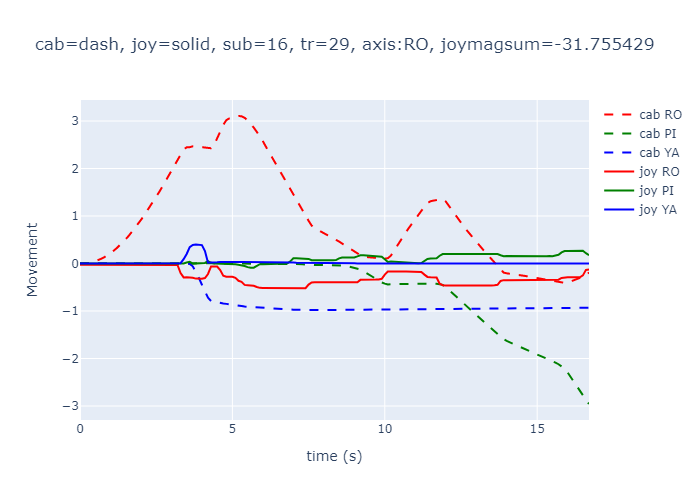 cab=dash, joy=solid, sub=16, tr=29, axis:RO, joymagsum=-31.755429
cab RO
cab PI
cab YA
joy RO
joy PI
joy YA
Movement
3
2
1
0
−1
−2
−3
0 5 10 15
time (s)